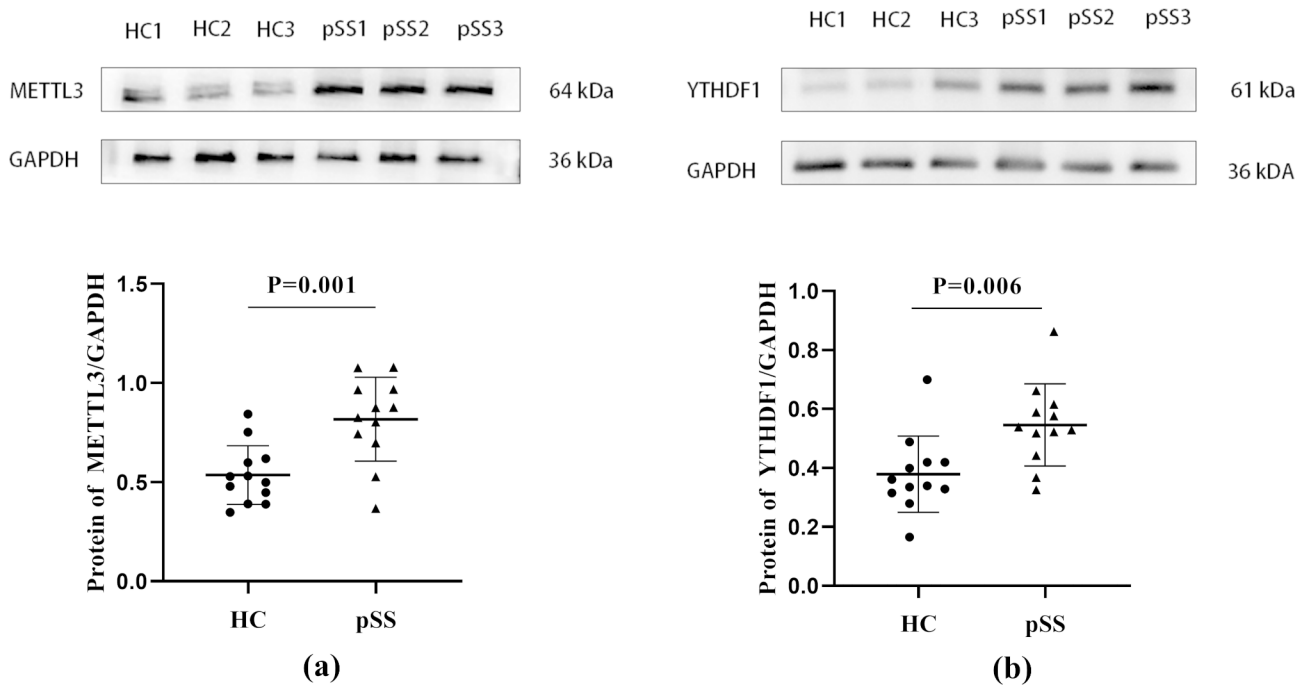 HC1 HC2 HC3 pSS1 pSS2 pSS3
METTL3 64 kDa
GAPDH 36 kDa
P=0.001
Protein of METTL3/GAPDH
1.5
1.0
0.5
0.0
HC pSS
(a)
HC1 HC2 HC3 pSS1 pSS2 pSS3
YTHDF1 61 kDa
GAPDH 36 kDA
P=0.006
Protein of YTHDF1/GAPDH
1.0
0.8
0.6
0.4
0.2
0.0
HC pSS
(b)